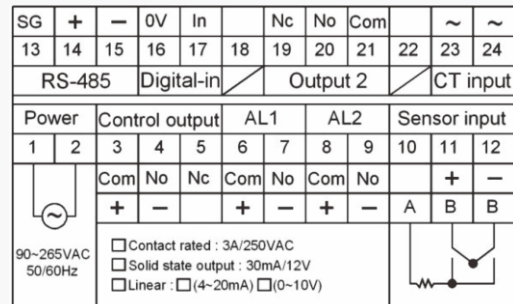 SG + − 0V In Nc No Com ~ ~
13 14 15 16 17 18 19 20 21 22 23 24
RS-485 Digital-in Output 2 CT input
Power Control output AL1 AL2 Sensor input
1 2 3 4 5 6 7 8 9 10 11 12
Com No Nc Com No Com No + −
~ + − + − + − A B B
90~265VAC
50/60Hz
□Contact rated : 3A/250VAC
□Solid state output : 30mA/12V
□Linear : □(4~20mA) □(0~10V)